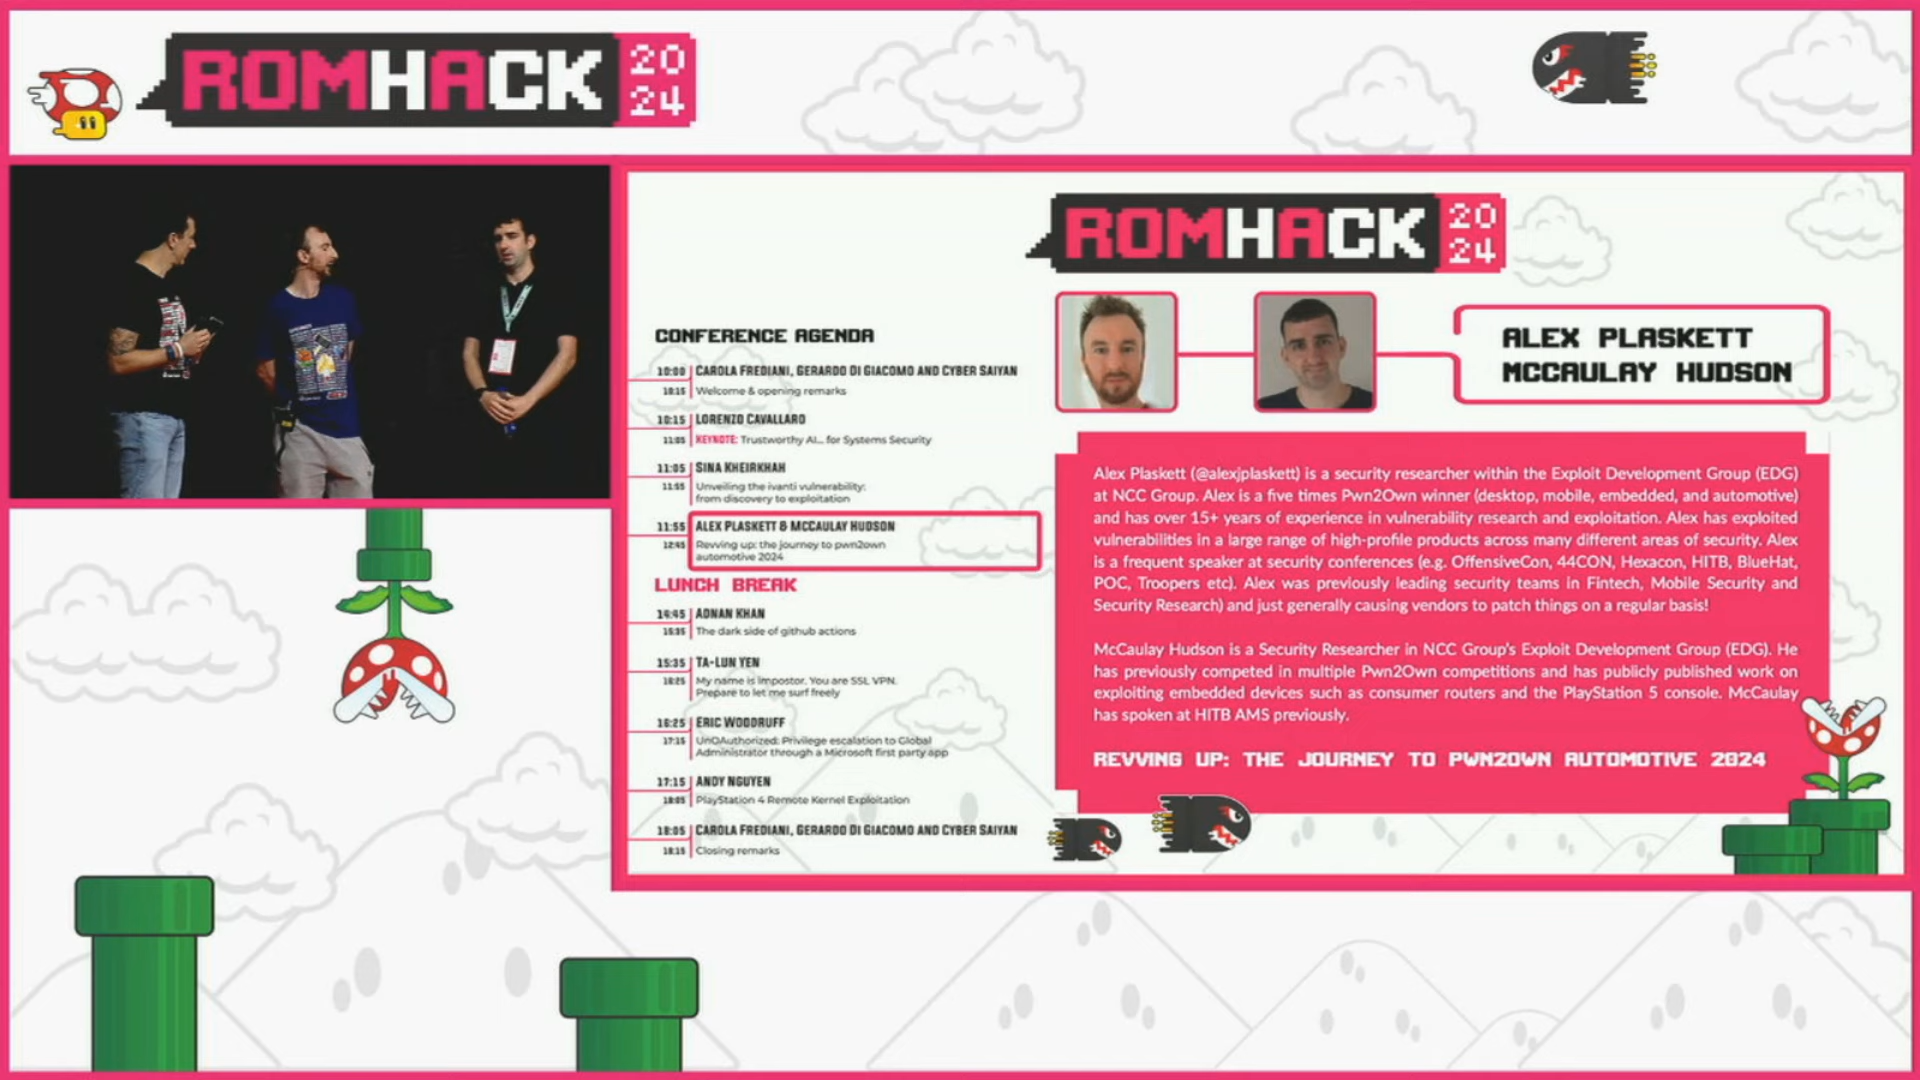 ROMHACK 20
24
ROMHACK 20
24
CONFERENCE AGENDA
10:00 CAROLA FREDIANI, GERARDO DI GIACOMO AND CYBER SAIYAN
10:15 Welcome & opening remarks
10:15 LORENZO CAVALLARO
11:05 KEYNOTE: Trustworthy AI... for Systems Security
11:05 SINA KHEIRKHAH
11:55 Unveiling the ivanti vulnerability:
from discovery to exploitation
11:55 ALEX PLASKETT & MCCAULAY HUDSON
12:45 Revving up: the journey to pwn2own
automotive 2024
LUNCH BREAK
14:45 ADNAN KHAN
15:35 The dark side of github actions
15:35 TA-LUN YEN
16:25 My name is Impostor. You are SSL VPN.
Prepare to let me surf freely
16:25 ERIC WOODRUFF
17:15 UnOAuthorized: Privilege escalation to Global
Administrator through a Microsoft first party app
17:15 ANDY NGUYEN
18:05 PlayStation 4 Remote Kernel Exploitation
18:05 CAROLA FREDIANI, GERARDO DI GIACOMO AND CYBER SAIYAN
18:15 Closing remarks
ALEX PLASKETT
MCCAULAY HUDSON
Alex Plaskett (@alexjplaskett) is a security researcher within the Exploit Development Group (EDG)
at NCC Group. Alex is a five times Pwn2Own winner (desktop, mobile, embedded, and automotive)
and has over 15+ years of experience in vulnerability research and exploitation. Alex has exploited
vulnerabilities in a large range of high-profile products across many different areas of security. Alex
is a frequent speaker at security conferences (e.g. OffensiveCon, 44CON, Hexacon, HITB, BlueHat,
POC, Troopers etc). Alex was previously leading security teams in Fintech, Mobile Security and
Security Research) and just generally causing vendors to patch things on a regular basis!
McCaulay Hudson is a Security Researcher in NCC Group's Exploit Development Group (EDG). He
has previously competed in multiple Pwn2Own competitions and has publicly published work on
exploiting embedded devices such as consumer routers and the PlayStation 5 console. McCaulay
has spoken at HITB AMS previously.
REVVING UP: THE JOURNEY TO PWN2OWN AUTOMOTIVE 2024